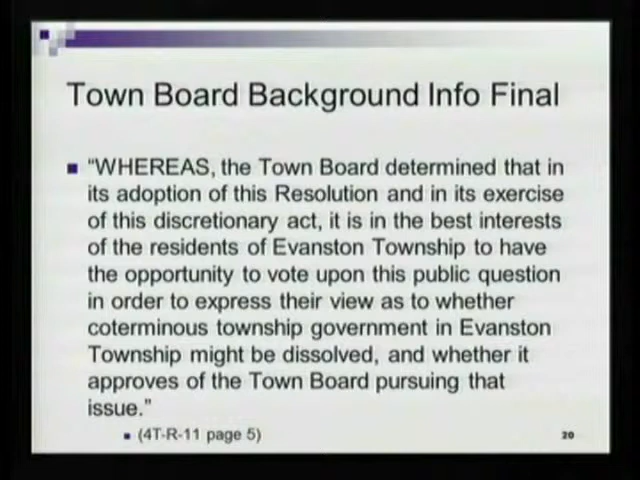 Town Board Background Info Final
"WHEREAS, the Town Board determined that in
its adoption of this Resolution and in its exercise
of this discretionary act, it is in the best interests
of the residents of Evanston Township to have
the opportunity to vote upon this public question
in order to express their view as to whether
coterminous township government in Evanston
Township might be dissolved, and whether it
approves of the Town Board pursuing that
issue."
(4T-R-11 page 5)
20